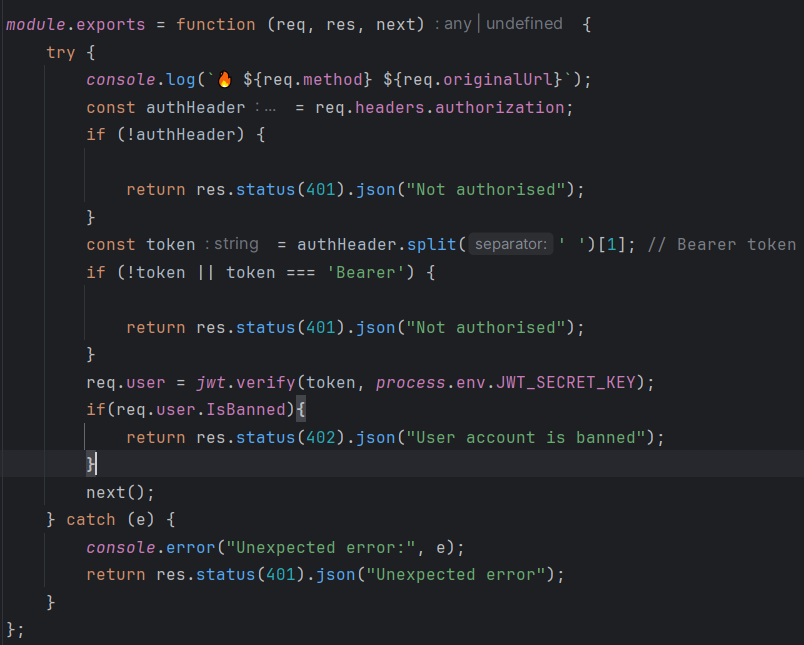 module.exports = function (req, res, next) : any | undefined {
    try {
        console.log(`🔥 ${req.method} ${req.originalUrl}`);
        const authHeader : ... = req.headers.authorization;
        if (!authHeader) {

            return res.status(401).json("Not authorised");
        }
        const token : string = authHeader.split( separator: ' ')[1]; // Bearer token
        if (!token || token === 'Bearer') {

            return res.status(401).json("Not authorised");
        }
        req.user = jwt.verify(token, process.env.JWT_SECRET_KEY);
        if(req.user.IsBanned){
            return res.status(402).json("User account is banned");
        }
        next();
    } catch (e) {
        console.error("Unexpected error:", e);
        return res.status(401).json("Unexpected error");
    }
};